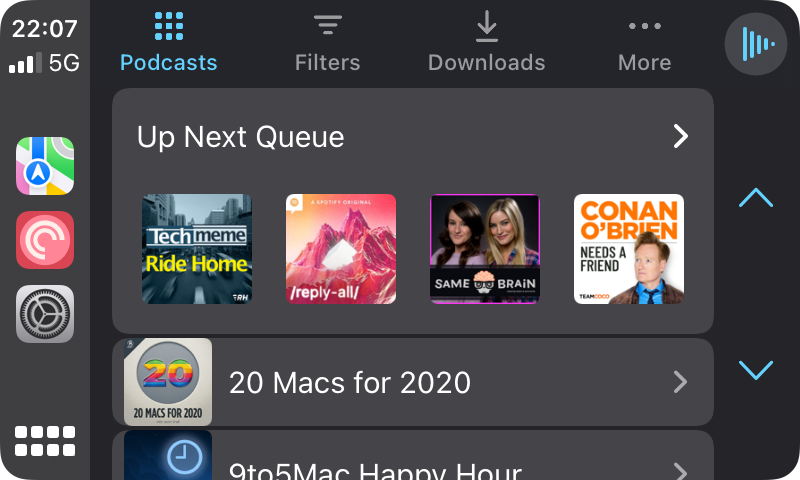 22:07
5G
Podcasts
Filters
Downloads
More
Up Next Queue
Techmeme
Ride Home
RH
A SPOTIFY ORIGINAL
/reply-all/
SAME BRAIN
CONAN
O'BRIEN
NEEDS A
FRIEND
TEAMCOCO
20
20 MACS FOR 2020
20 Macs for 2020
9to5Mac Happy Hour